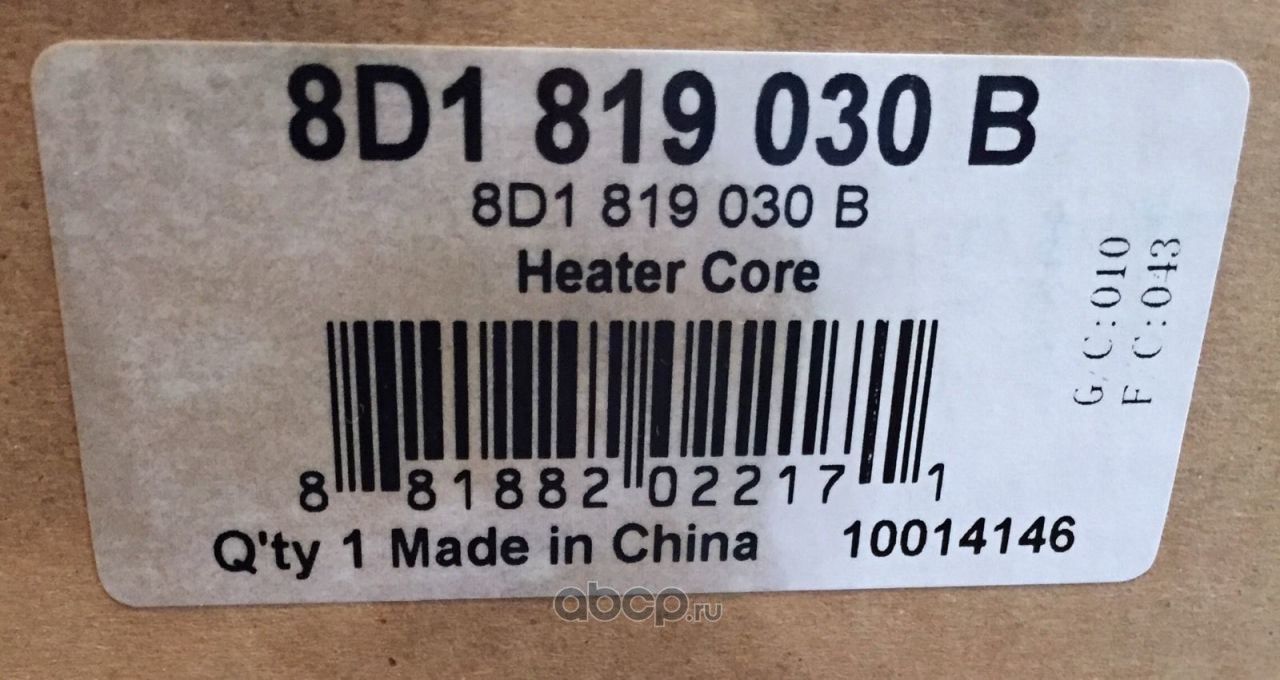 8D1 819 030 B
8D1 819 030 B
Heater Core
8 81882 02217 1
Q'ty 1 Made in China 10014146
G/C:010
F C:043
abcp.ru